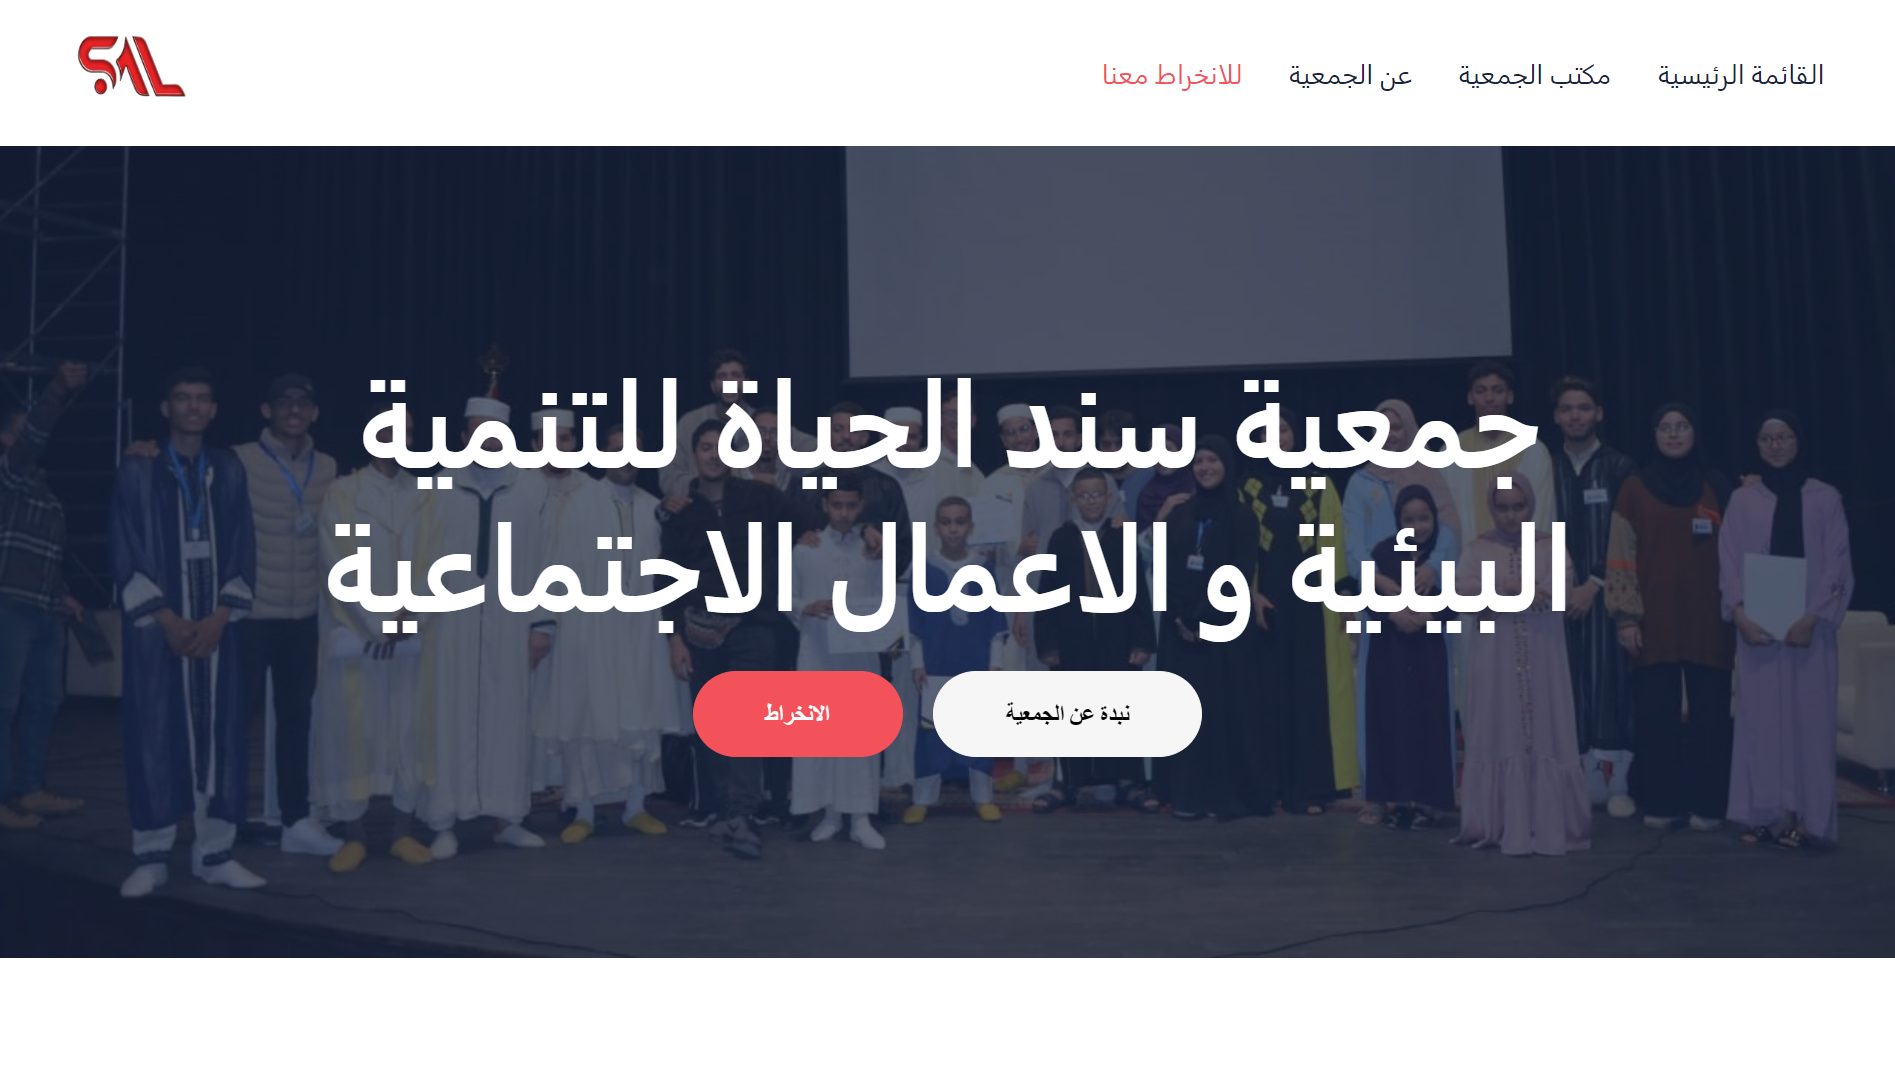 القائمة الرئيسية
مكتب الجمعية
عن الجمعية
للانخراط معنا
جمعية سند الحياة للتنمية
البيئية و الاعمال الاجتماعية
نبدة عن الجمعية
الانخراط